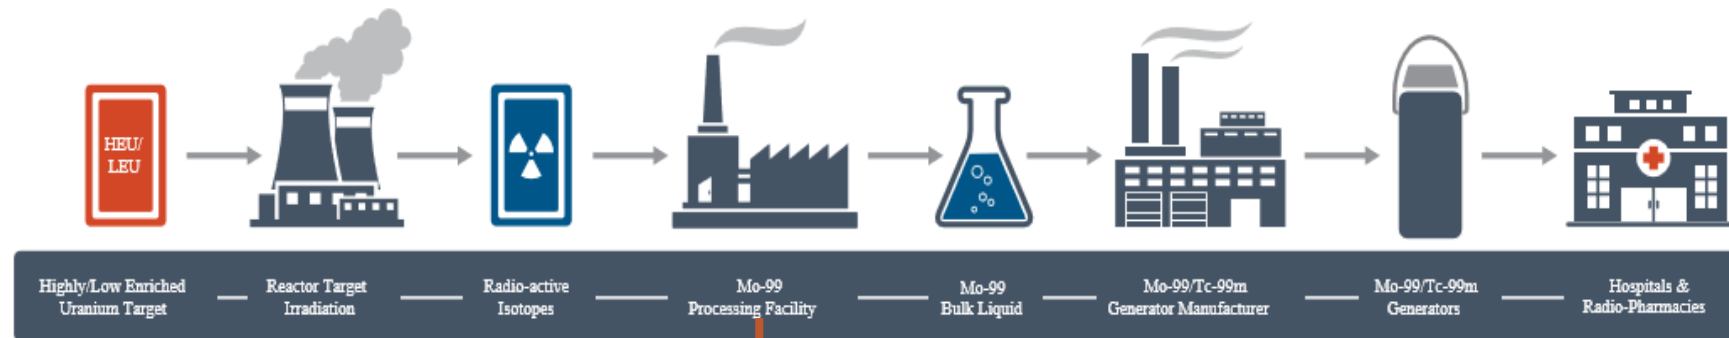 HEU/
LEU
Highly/Low Enriched
Uranium Target
Reactor Target
Irradiation
Radio-active
Isotopes
Mo-99
Processing Facility
Mo-99
Bulk Liquid
Mo-99/Tc-99m
Generator Manufacturer
Mo-99/Tc-99m
Generators
Hospitals &
Radio-Pharmacies